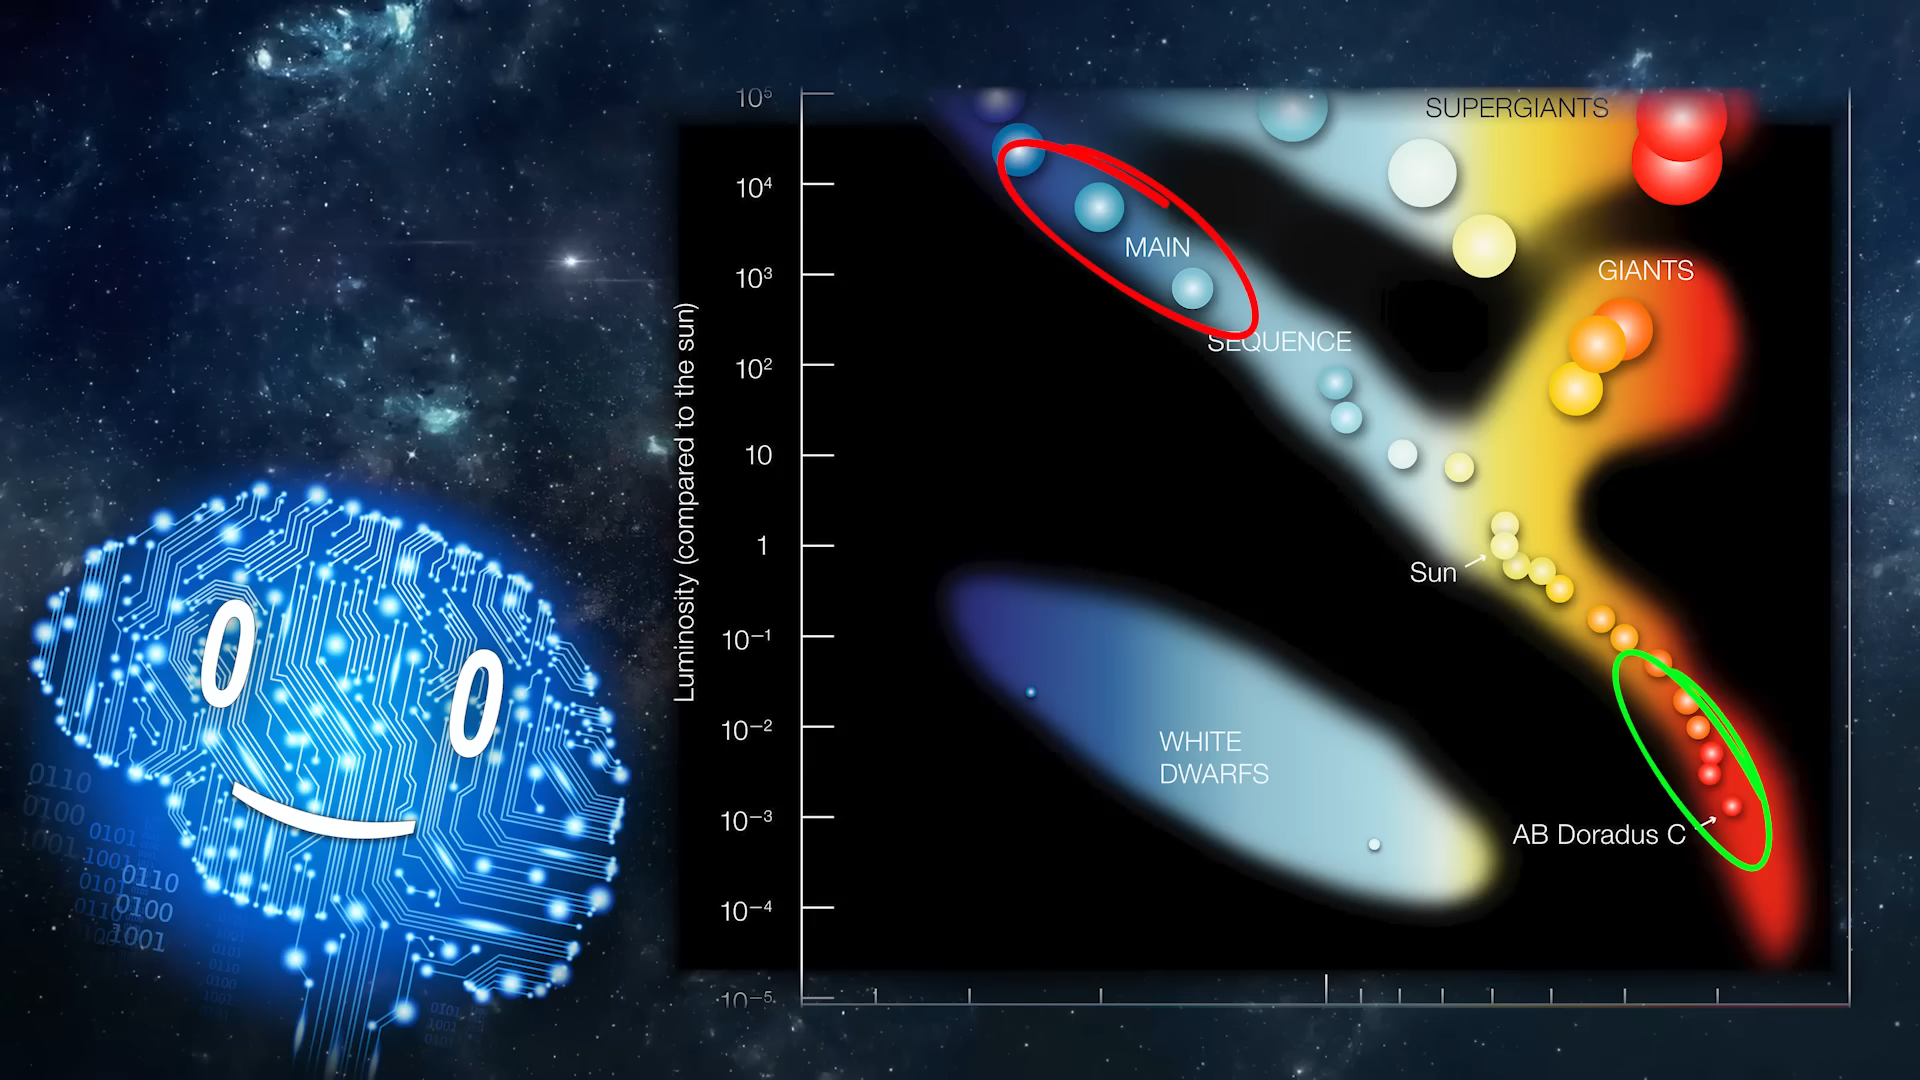 10⁵
SUPERGIANTS
10⁴
MAIN
10³
GIANTS
SEQUENCE
10²
Luminosity (compared to the sun)
10
1
Sun
10⁻¹
10⁻²
WHITE
DWARFS
10⁻³
AB Doradus C
10⁻⁴
10⁻⁵
0110
0100
1001
0101
1001
0110
0101
0100
0110
1001